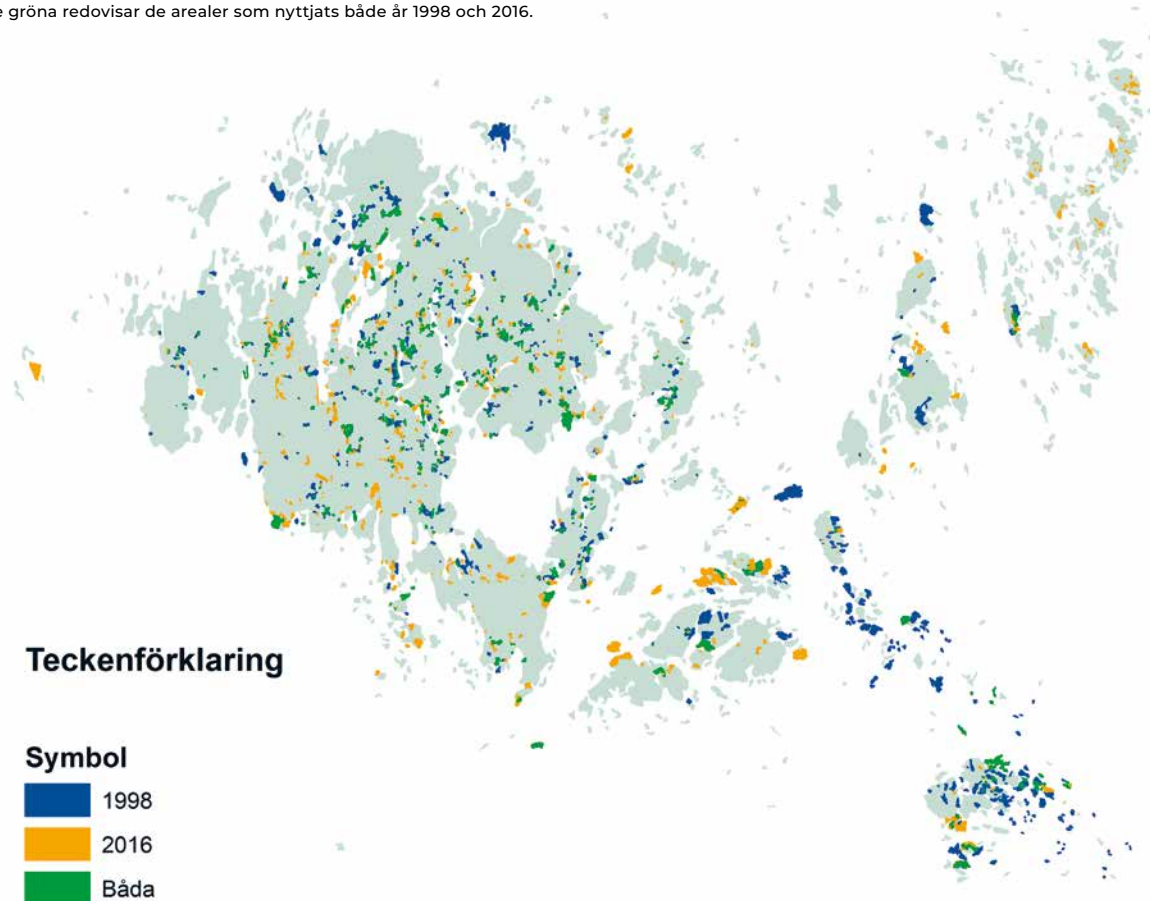 gröna redovisar de arealer som nyttjats både år 1998 och 2016.
Teckenförklaring
Symbol
1998
2016
Båda